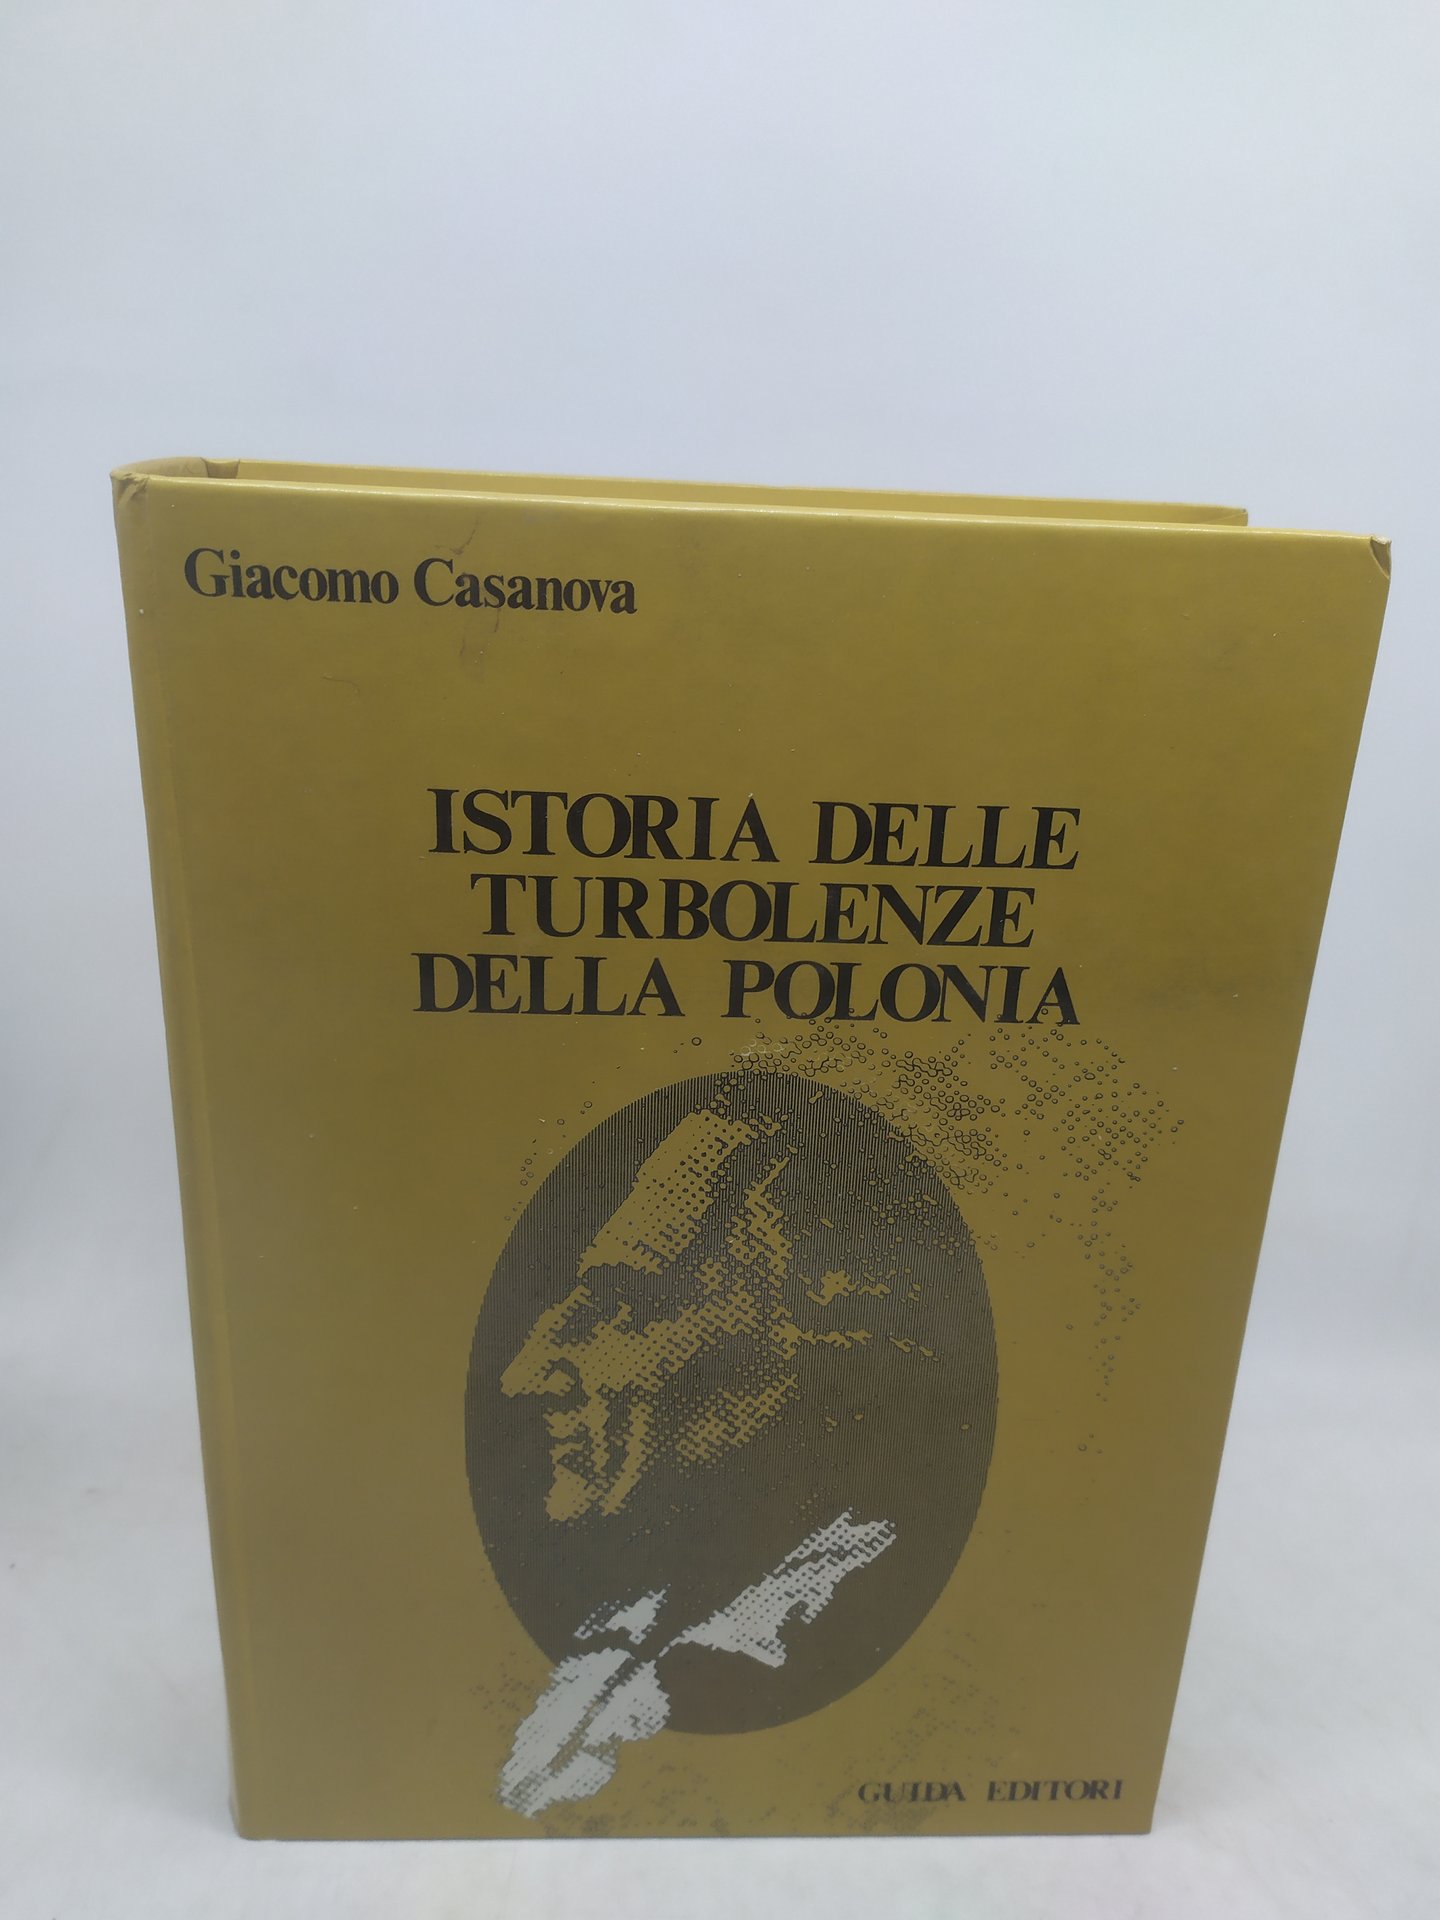 Giacomo Casanova
ISTORIA DELLE
TURBOLENZE
DELLA POLONIA
GUIDA EDITORI